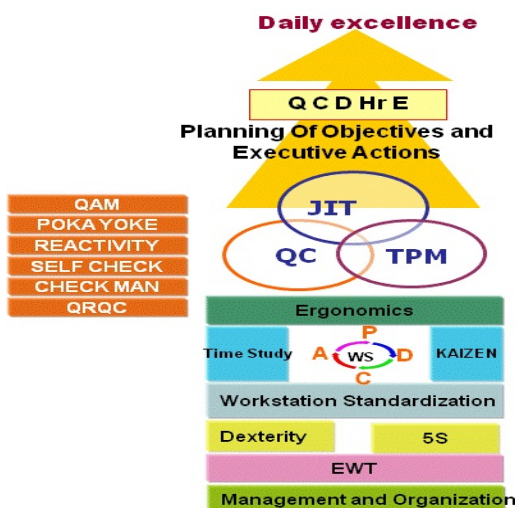 Daily excellence
Q C D Hr E
Planning Of Objectives and
Executive Actions
JIT
QC
TPM
QAM
POKA YOKE
REACTIVITY
SELF CHECK
CHECK MAN
QRQC
Ergonomics
Time Study
P
A
WS
D
C
KAIZEN
Workstation Standardization
Dexterity
5S
EWT
Management and Organization